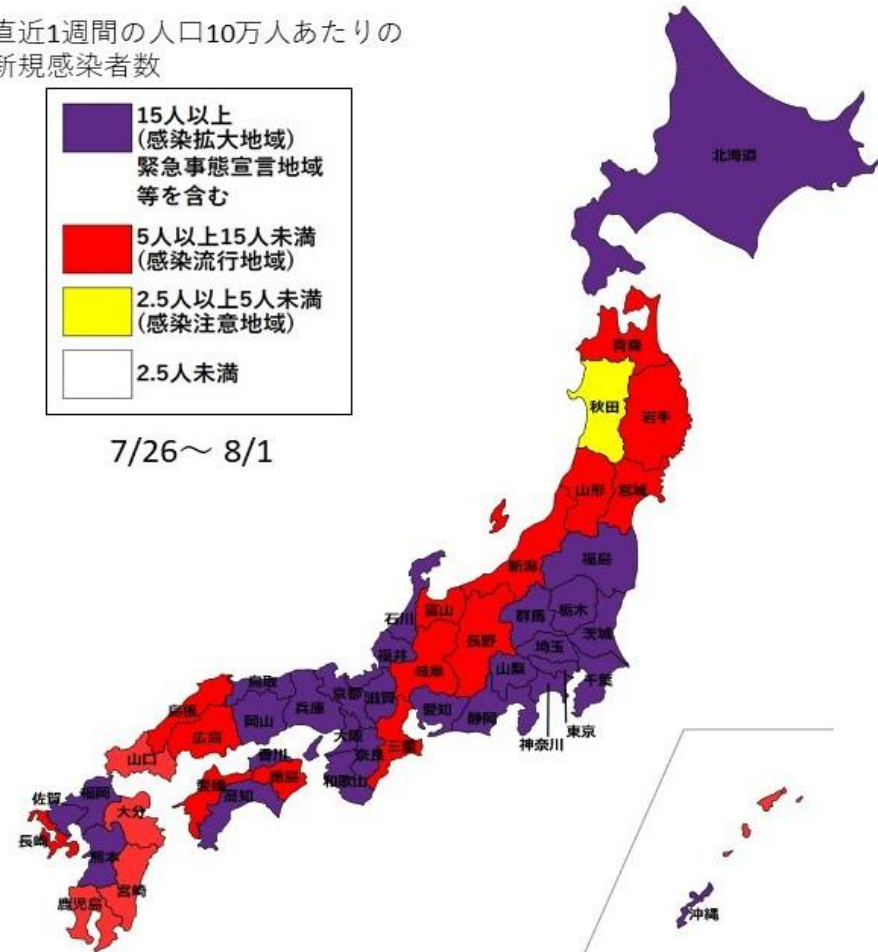 直近1週間の人口10万人あたりの
新規感染者数
15人以上
(感染拡大地域)
緊急事態宣言地域
等を含む
5人以上15人未満
(感染流行地域)
2.5人以上5人未満
(感染注意地域)
2.5人未満
7/26～ 8/1
北海道
青森
秋田
岩手
山形
宮城
新潟
福島
石川
富山
群馬
栃木
長野
茨城
福井
岐阜
埼玉
山梨
千葉
鳥取
京都
滋賀
愛知
静岡
兵庫
岡山
島根
広島
大阪
奈良
三重
神奈川
東京
山口
香川
和歌山
愛媛
徳島
高知
佐賀
福岡
大分
長崎
熊本
宮崎
鹿児島
沖縄